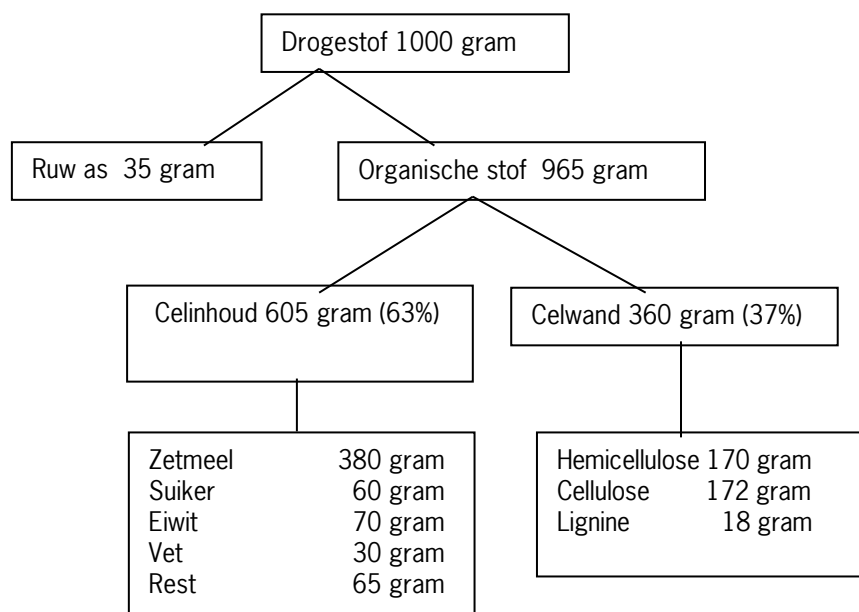 Drogestof 1000 gram
Ruw as 35 gram
Organische stof 965 gram
Celinhoud 605 gram (63%)
Celwand 360 gram (37%)
Zetmeel 380 gram
Suiker 60 gram
Eiwit 70 gram
Vet 30 gram
Rest 65 gram
Hemicellulose 170 gram
Cellulose 172 gram
Lignine 18 gram